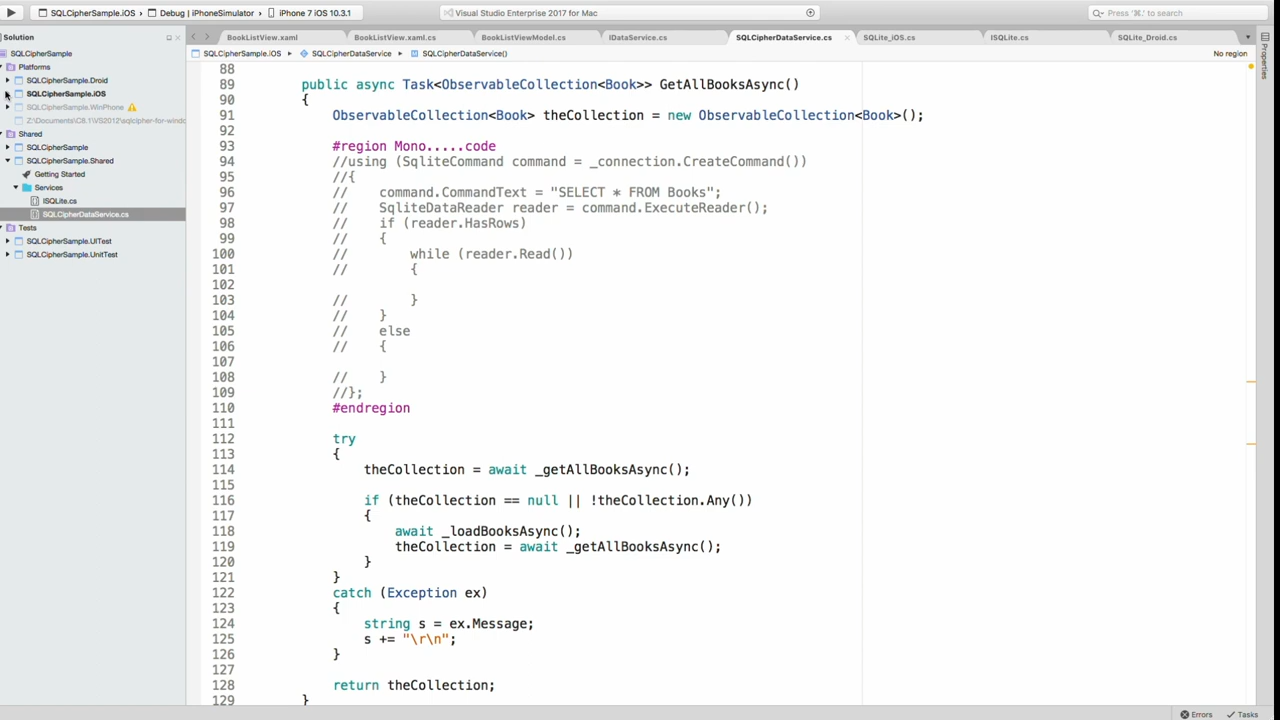 SQLCipherSample.iOS › Debug | iPhoneSimulator › iPhone 7 iOS 10.3.1
Visual Studio Enterprise 2017 for Mac
Press '⌘.' to search
Solution
SQLCipherSample
Platforms
SQLCipherSample.Droid
SQLCipherSample.iOS
SQLCipherSample.WinPhone
Z:\Documents\C8.1\VS2012\sqlcipher-for-windo
Shared
SQLCipherSample
SQLCipherSample.Shared
Getting Started
Services
ISQLite.cs
SQLCipherDataService.cs
Tests
SQLCipherSample.UITest
SQLCipherSample.UnitTest
BookListView.xaml
BookListView.xaml.cs
BookListViewModel.cs
IDataService.cs
SQLCipherDataService.cs
SQLite_iOS.cs
ISQLite.cs
SQLite_Droid.cs
SQLCipherSample.iOS
SQLCipherDataService
SQLCipherDataService()
No region
Properties
88
89 public async Task<ObservableCollection<Book>> GetAllBooksAsync()
90 {
91 ObservableCollection<Book> theCollection = new ObservableCollection<Book>();
92
93 #region Mono.....code
94 //using (SqliteCommand command = _connection.CreateCommand())
95 //{
96 // command.CommandText = "SELECT * FROM Books";
97 // SqliteDataReader reader = command.ExecuteReader();
98 // if (reader.HasRows)
99 // {
100 // while (reader.Read())
101 // {
102
103 // }
104 // }
105 // else
106 // {
107
108 // }
109 //};
110 #endregion
111
112 try
113 {
114 theCollection = await _getAllBooksAsync();
115
116 if (theCollection == null || !theCollection.Any())
117 {
118 await _loadBooksAsync();
119 theCollection = await _getAllBooksAsync();
120 }
121 }
122 catch (Exception ex)
123 {
124 string s = ex.Message;
125 s += "\r\n";
126 }
127
128 return theCollection;
129 }
Errors
Tasks